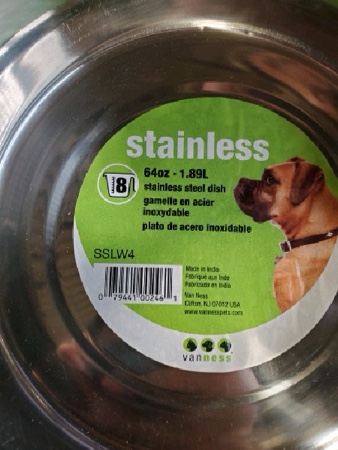 stainless
8
64oz - 1.89L
stainless steel dish
gamelle en acier
inoxydable
plato de acero inoxidable
SSLW4
Made in India
Fabriqué aux Inde
Fabricado en India
Van Ness
Clifton, NJ 07012 USA
www.vannesspets.com
0 79441 00246 1
vanness